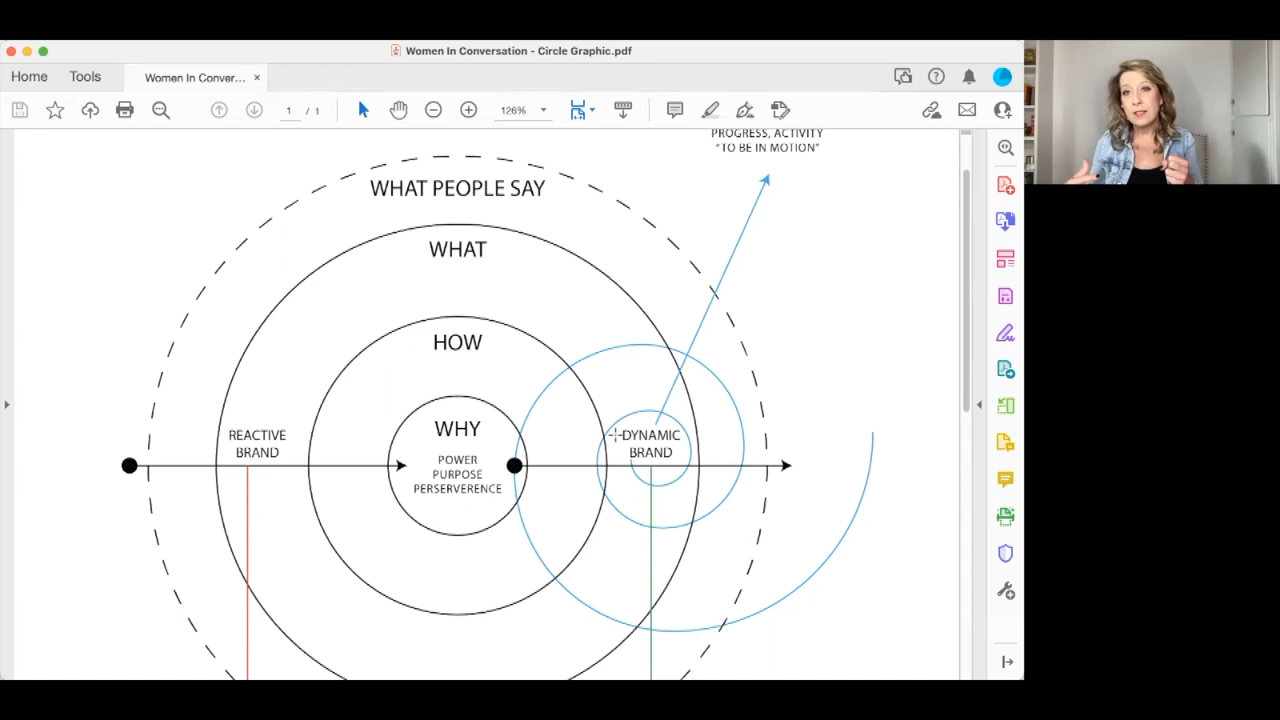 Women In Conversation - Circle Graphic.pdf
Home
Tools
Women In Conver...
1 / 1
126%
PROGRESS, ACTIVITY
"TO BE IN MOTION"
WHAT PEOPLE SAY
WHAT
HOW
WHY
POWER
PURPOSE
PERSERVERENCE
REACTIVE
BRAND
DYNAMIC
BRAND